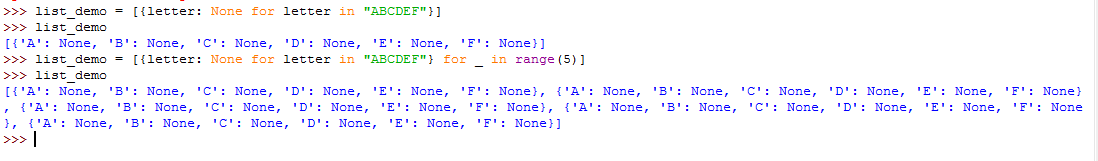 >>> list_demo = [{letter: None for letter in "ABCDEF"}]
>>> list_demo
[{'A': None, 'B': None, 'C': None, 'D': None, 'E': None, 'F': None}]
>>> list_demo = [{letter: None for letter in "ABCDEF"} for _ in range(5)]
>>> list_demo
[{'A': None, 'B': None, 'C': None, 'D': None, 'E': None, 'F': None}, {'A': None, 'B': None, 'C': None, 'D': None, 'E': None, 'F': None}
, {'A': None, 'B': None, 'C': None, 'D': None, 'E': None, 'F': None}, {'A': None, 'B': None, 'C': None, 'D': None, 'E': None, 'F': None
}, {'A': None, 'B': None, 'C': None, 'D': None, 'E': None, 'F': None}]
>>>